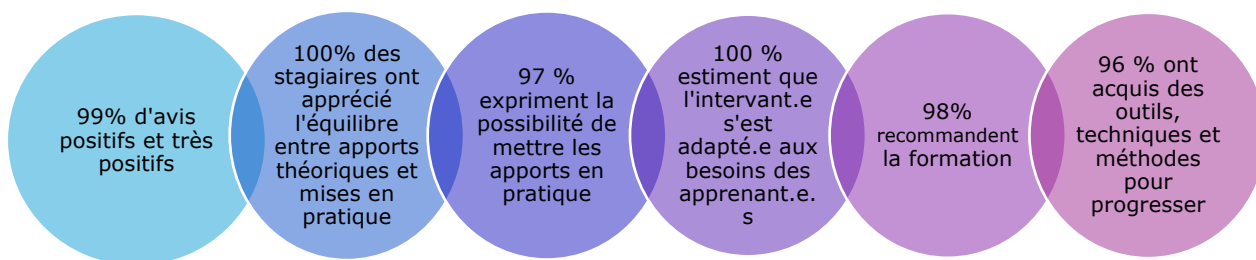 99% d'avis
positifs et très
positifs
100% des
stagiaires ont
apprécié
l'équilibre
entre apports
théoriques et
mises en
pratique
97 %
expriment la
possibilité de
mettre les
apports en
pratique
100 %
estiment que
l'intervant.e
s'est
adapté.e aux
besoins des
apprenant.e.
s
98%
recommandent
la formation
96 % ont
acquis des
outils,
techniques et
méthodes
pour
progresser